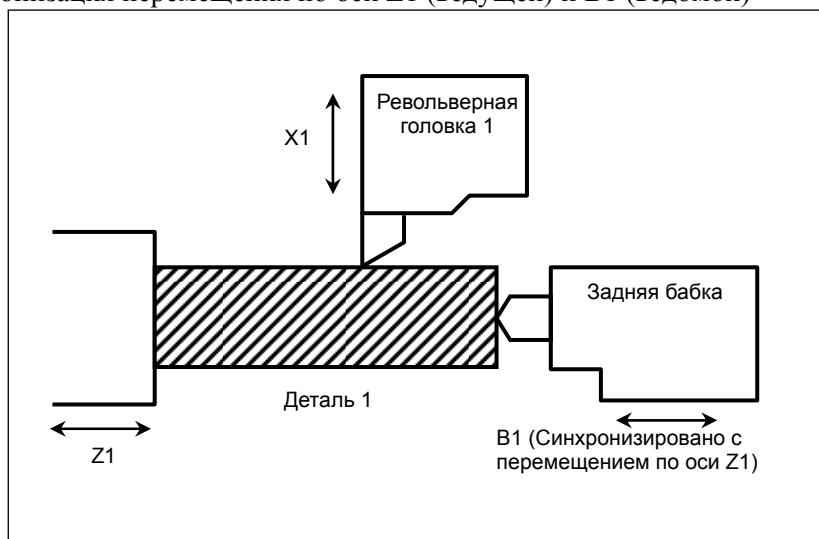 перемещения по оси Z1 (ведущей) и B1 (ведомой)
Револьверная
головка 1
X1
Задняя бабка
Деталь 1
Z1
B1 (Синхронизировано с
перемещением по оси Z1)